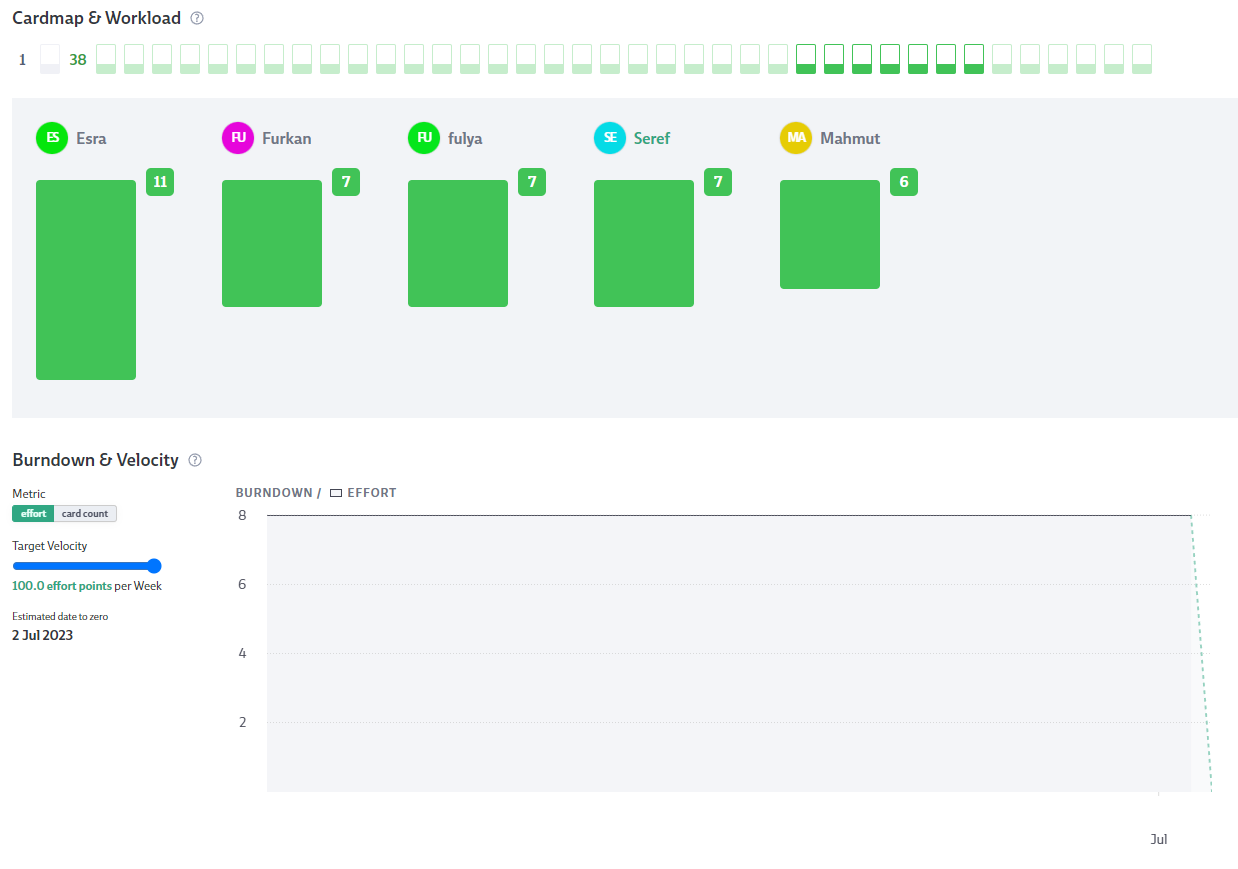 Cardmap & Workload ?
1 38
ES Esra FU Furkan FU fulya SE Seref MA Mahmut
11 7 7 7 6
Burndown & Velocity ?
Metric
effort card count
Target Velocity
100.0 effort points per Week
Estimated date to zero
2 Jul 2023
BURNDOWN / EFFORT
8
6
4
2
Jul